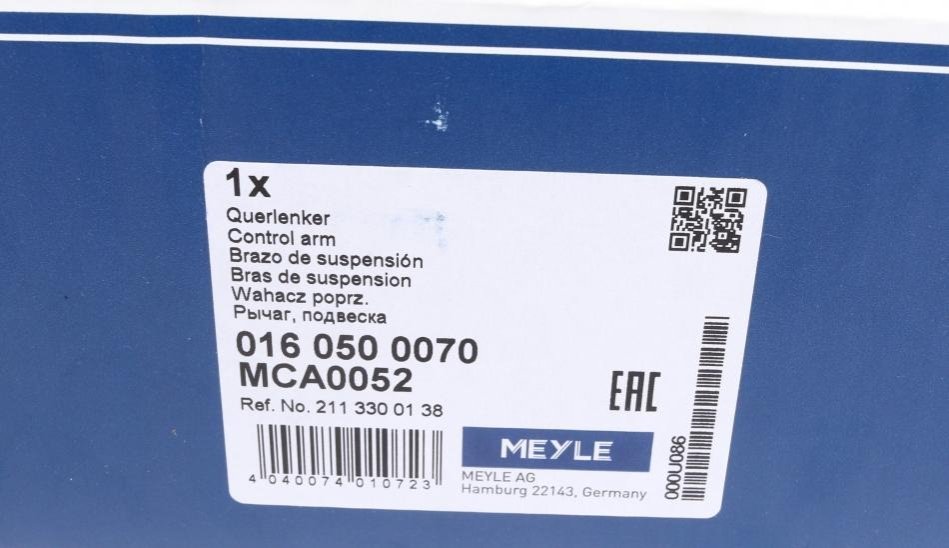 1x
Querlenker
Control arm
Brazo de suspensión
Bras de suspension
Wahacz poprz.
Рычаг, подвеска
016 050 0070
MCA0052
Ref. No. 211 330 01 38
4 040074 010723
EAC
MEYLE
MEYLE AG
Hamburg 22143, Germany
000U086